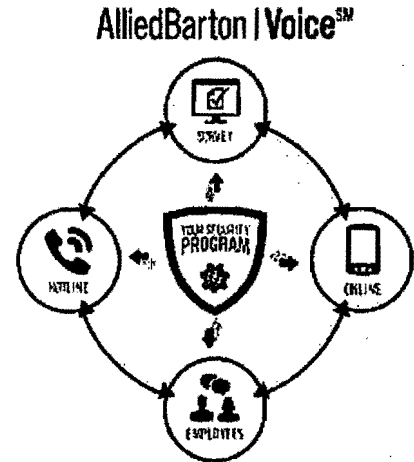 AlliedBarton | Voice℠
SURVEY
YOUR SECURITY
PROGRAM
HOTLINE
ONLINE
EMPLOYEES